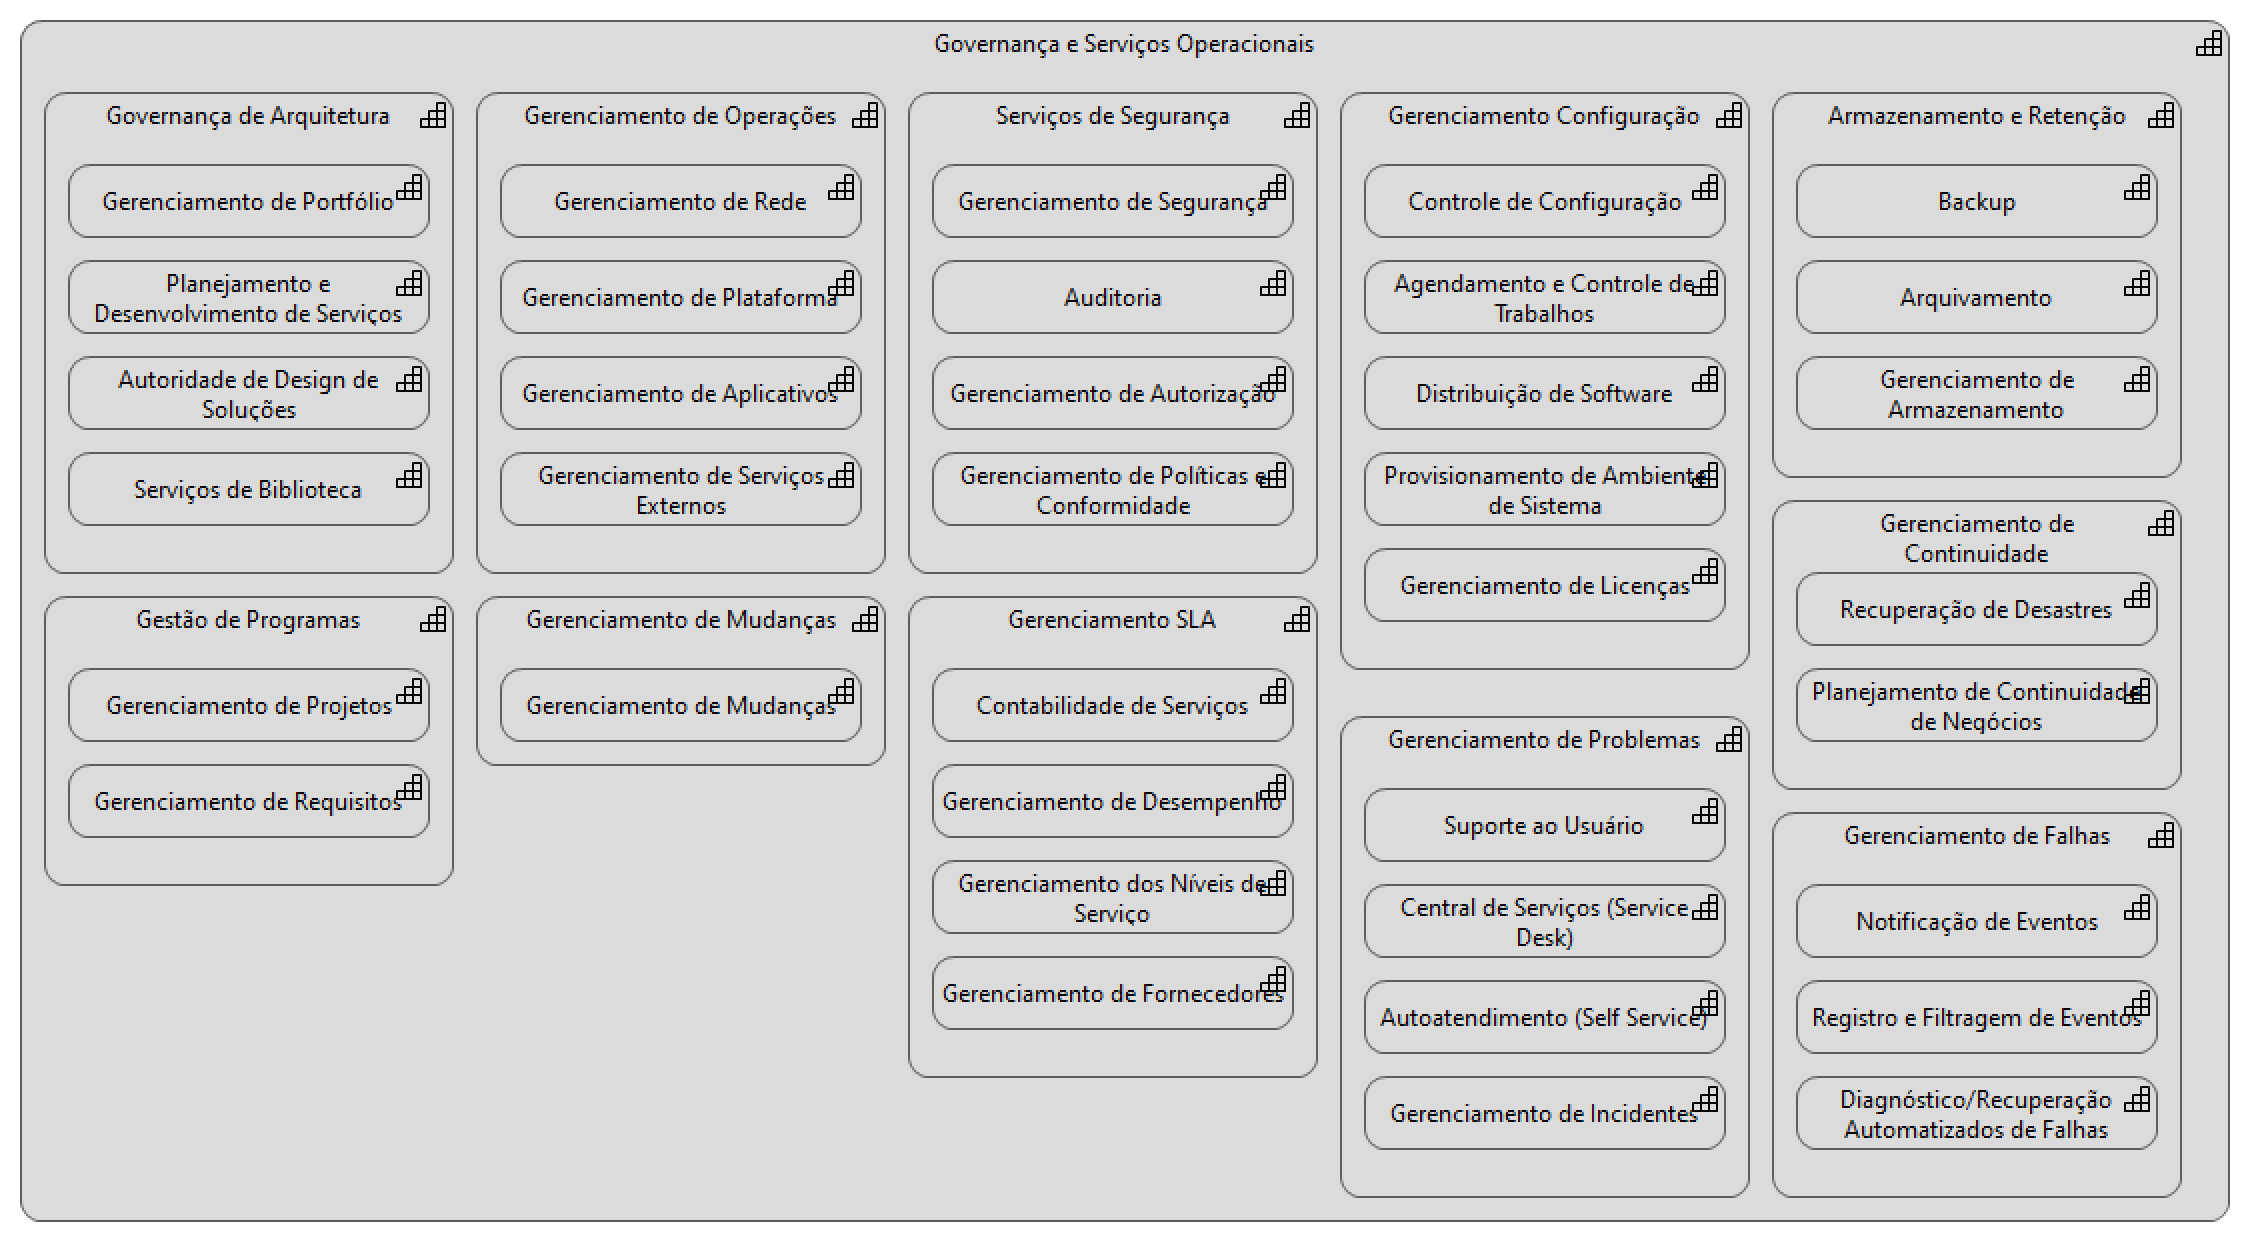 Governança e Serviços Operacionais
Governança de Arquitetura
Gerenciamento de Portfólio
Planejamento e
Desenvolvimento de Serviços
Autoridade de Design de
Soluções
Serviços de Biblioteca
Gestão de Programas
Gerenciamento de Projetos
Gerenciamento de Requisitos
Gerenciamento de Operações
Gerenciamento de Rede
Gerenciamento de Plataforma
Gerenciamento de Aplicativos
Gerenciamento de Serviços
Externos
Gerenciamento de Mudanças
Gerenciamento de Mudanças
Serviços de Segurança
Gerenciamento de Segurança
Auditoria
Gerenciamento de Autorização
Gerenciamento de Políticas e
Conformidade
Gerenciamento SLA
Contabilidade de Serviços
Gerenciamento de Desempenho
Gerenciamento dos Níveis de
Serviço
Gerenciamento de Fornecedores
Gerenciamento Configuração
Controle de Configuração
Agendamento e Controle de
Trabalhos
Distribuição de Software
Provisionamento de Ambiente
de Sistema
Gerenciamento de Licenças
Gerenciamento de Problemas
Suporte ao Usuário
Central de Serviços (Service
Desk)
Autoatendimento (Self Service)
Gerenciamento de Incidentes
Armazenamento e Retenção
Backup
Arquivamento
Gerenciamento de
Armazenamento
Gerenciamento de
Continuidade
Recuperação de Desastres
Planejamento de Continuidade
de Negócios
Gerenciamento de Falhas
Notificação de Eventos
Registro e Filtragem de Eventos
Diagnóstico/Recuperação
Automatizados de Falhas